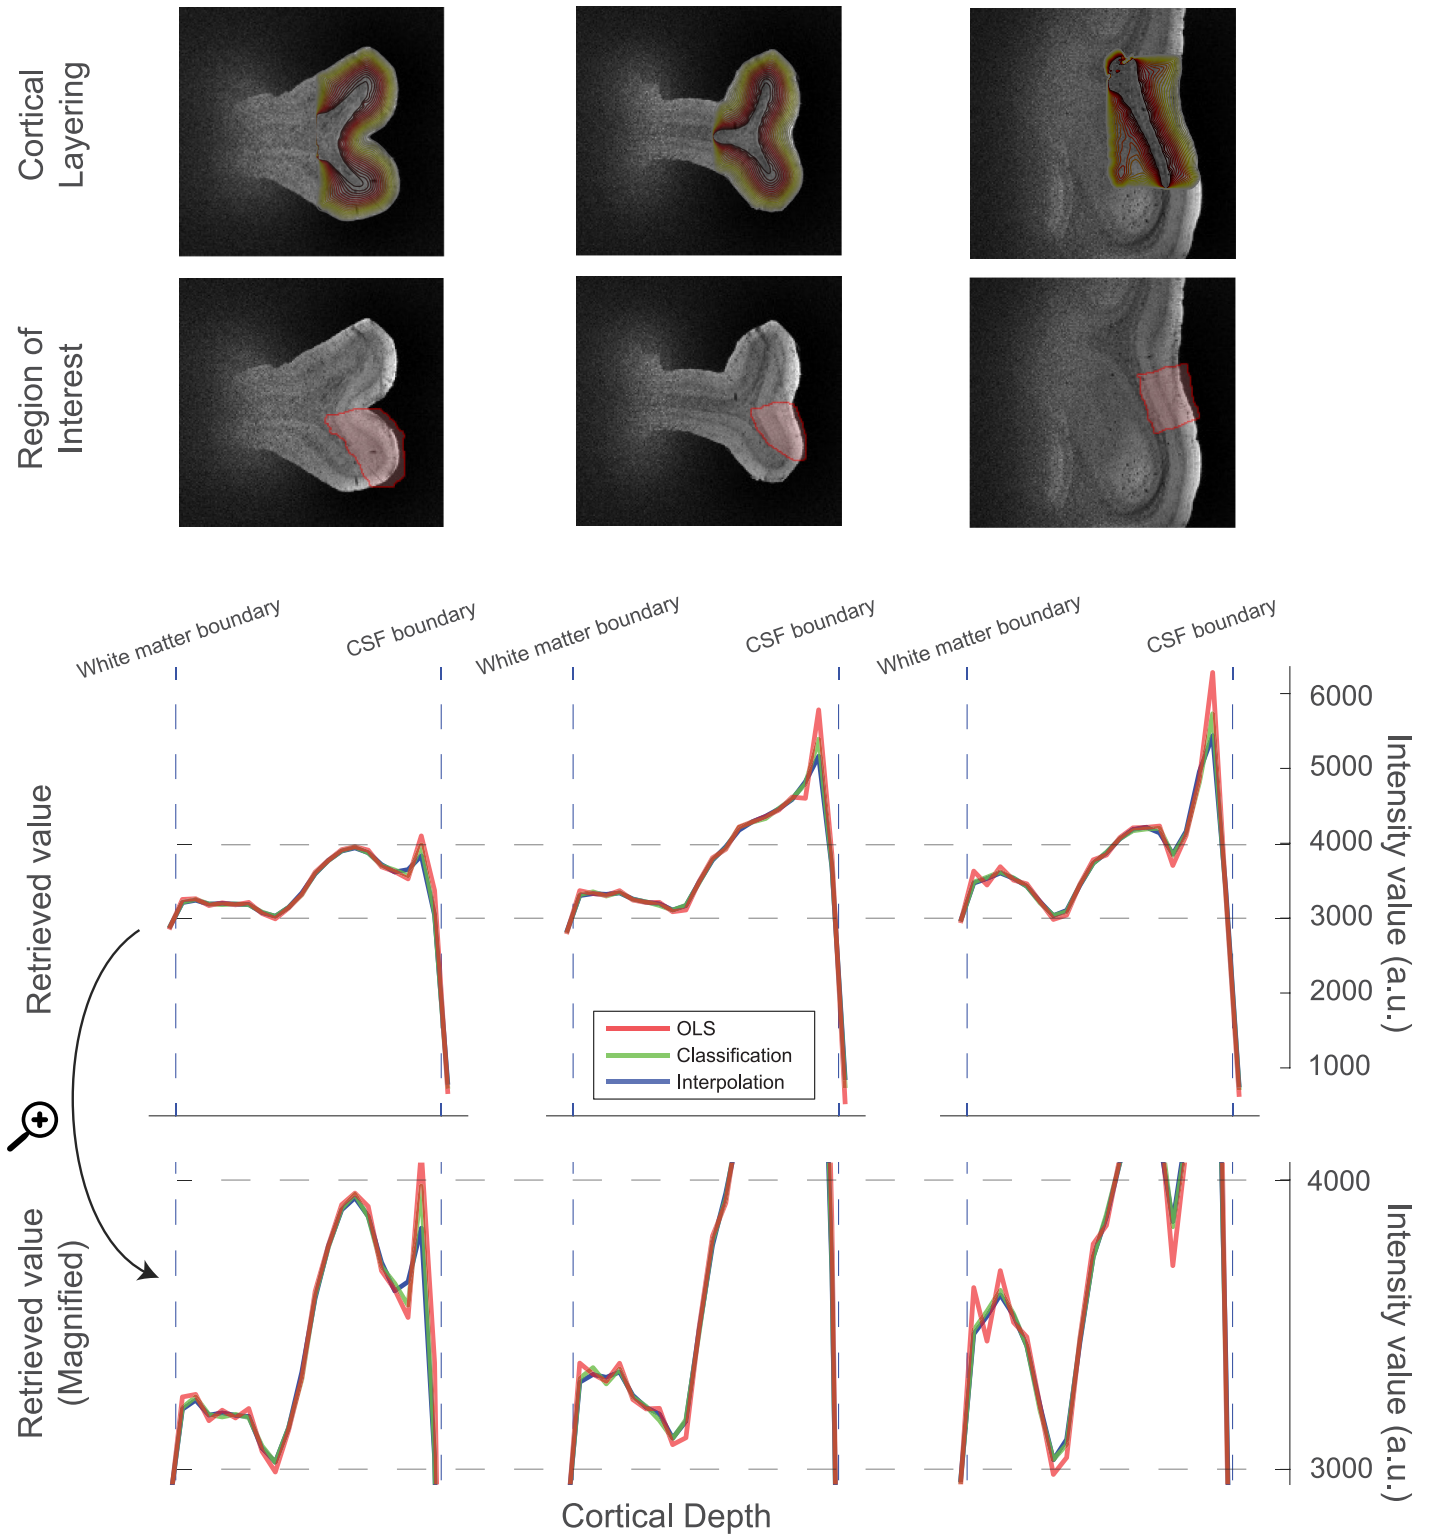 Cortical
Layering
Region of
Interest
White matter boundary
CSF boundary
White matter boundary
CSF boundary
White matter boundary
CSF boundary
Retrieved value
6000
5000
4000
3000
2000
1000
Intensity value (a.u.)
OLS
Classification
Interpolation
Retrieved value
(Magnified)
4000
3000
Intensity value (a.u.)
Cortical Depth